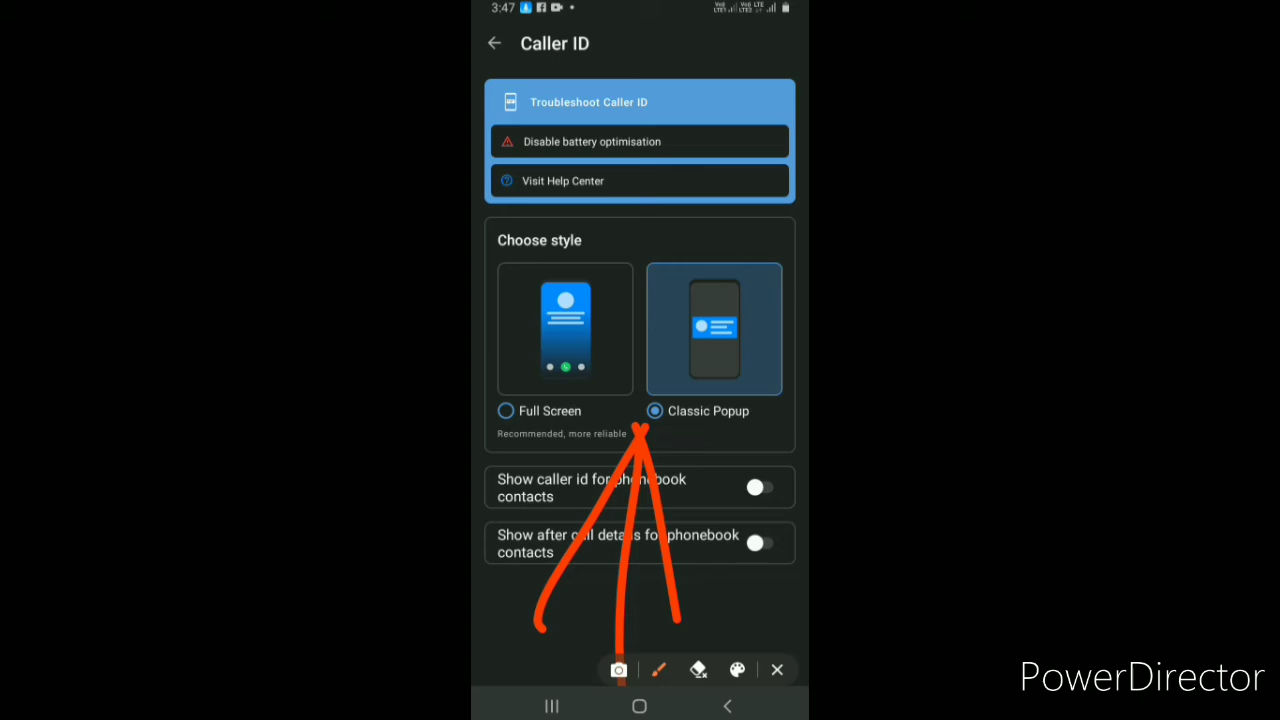 3:47
Caller ID
Troubleshoot Caller ID
Disable battery optimisation
Visit Help Center
Choose style
Full Screen
Classic Popup
Recommended, more reliable
Show caller id for phonebook
contacts
Show after call details for phonebook
contacts
PowerDirector